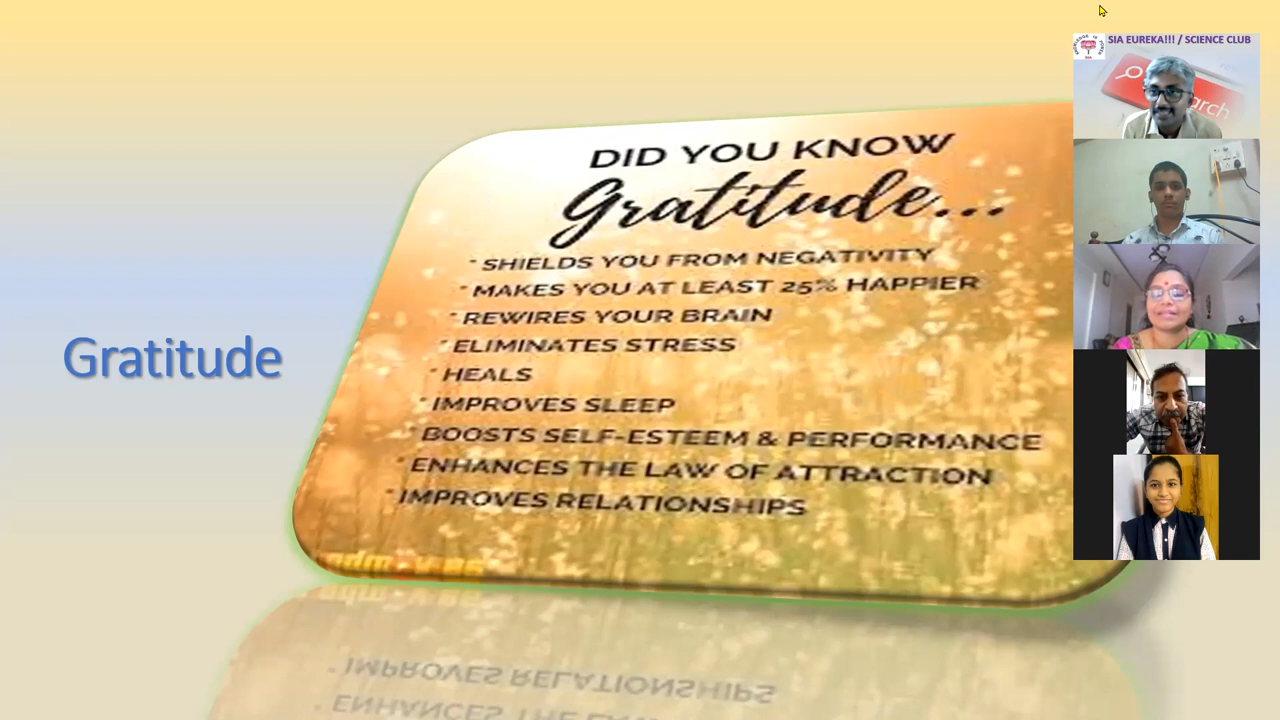 SIA EUREKA!!! / SCIENCE CLUB
DID YOU KNOW
Gratitude...
* SHIELDS YOU FROM NEGATIVITY
* MAKES YOU AT LEAST 25% HAPPIER
* REWIRES YOUR BRAIN
* ELIMINATES STRESS
* HEALS
* IMPROVES SLEEP
* BOOSTS SELF-ESTEEM & PERFORMANCE
* ENHANCES THE LAW OF ATTRACTION
* IMPROVES RELATIONSHIPS
Gratitude